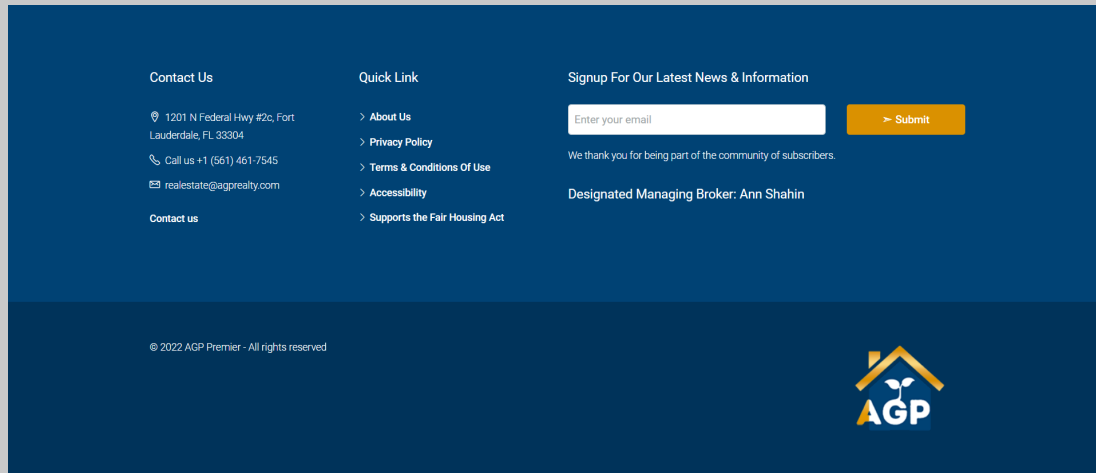 Contact Us
1201 N Federal Hwy #2c, Fort
Lauderdale, FL 33304
Call us +1 (561) 461-7545
realestate@agprealty.com
Contact us
Quick Link
About Us
Privacy Policy
Terms & Conditions Of Use
Accessibility
Supports the Fair Housing Act
Signup For Our Latest News & Information
Enter your email
Submit
We thank you for being part of the community of subscribers.
Designated Managing Broker: Ann Shahin
© 2022 AGP Premier - All rights reserved
AGP